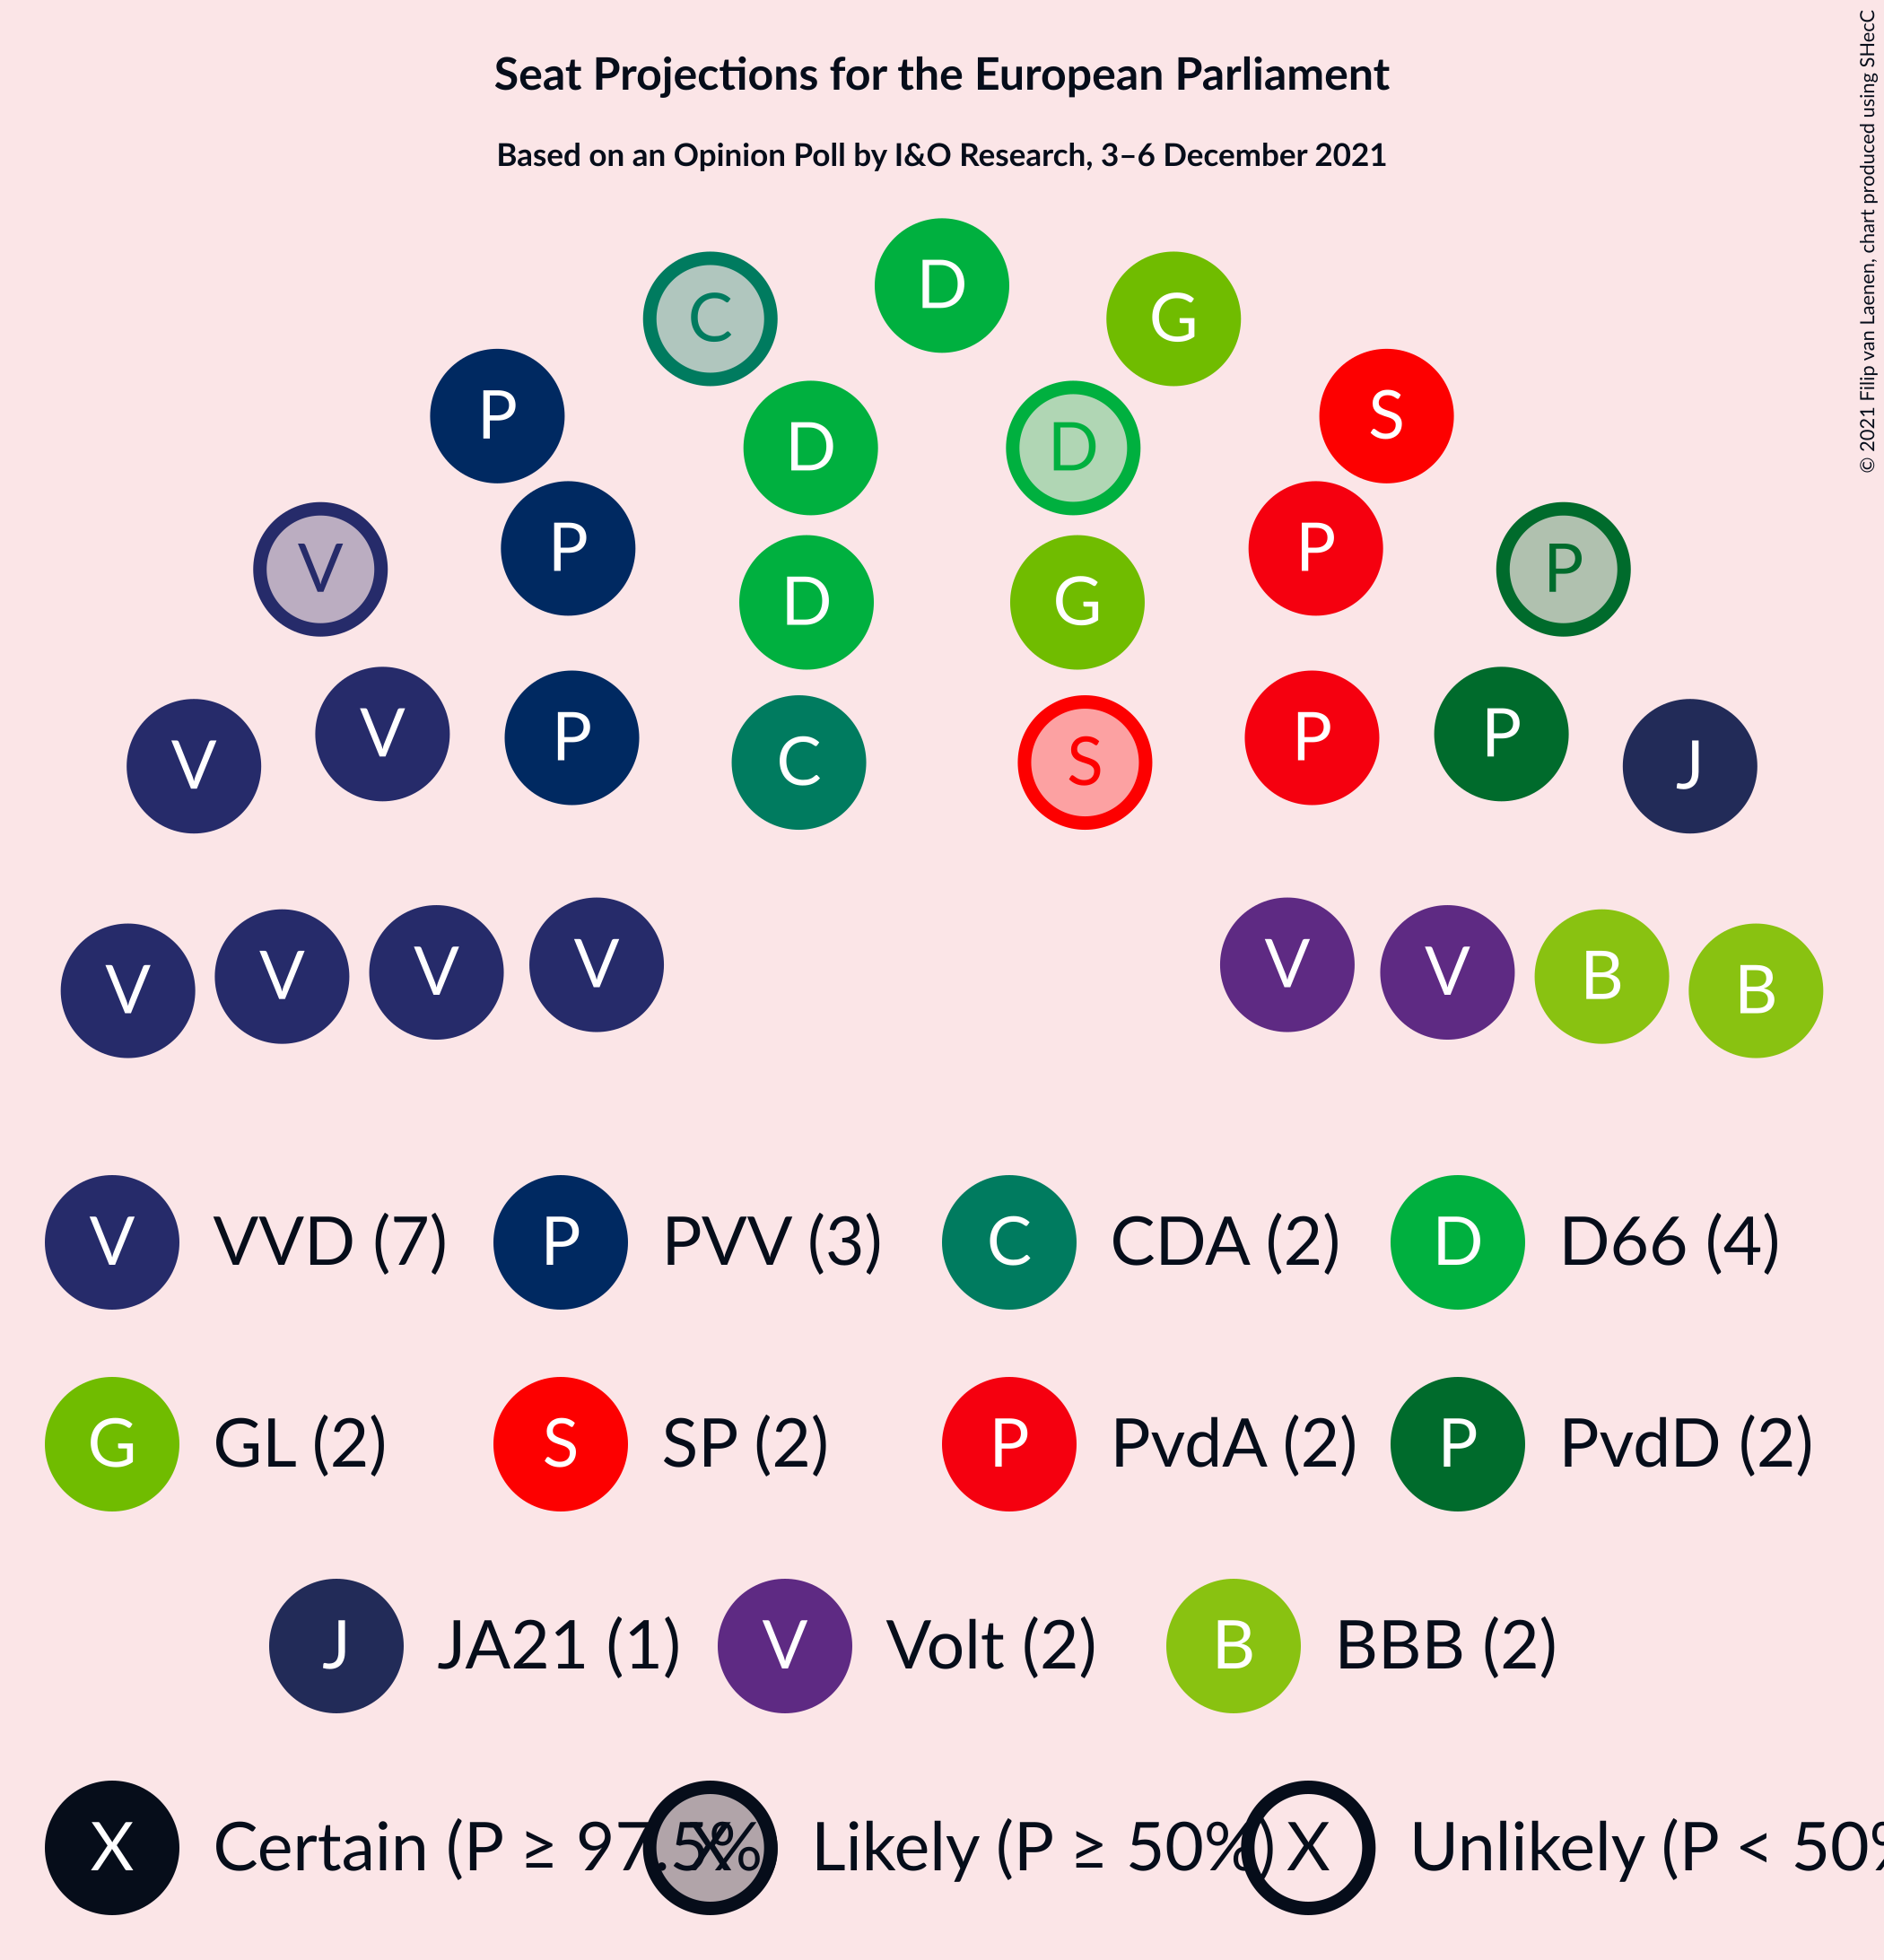 Seat Projections for the European Parliament
Based on an Opinion Poll by I&O Research, 3–6 December 2021
© 2021 Filip van Laenen, chart produced using SHecC
D
C G
P S
D D
P P
V P
D G
V P P P
C S
V J
V V V V V V B B
V VVD (7) P PVV (3) C CDA (2) D D66 (4)
G GL (2) S SP (2) P PvdA (2) P PvdD (2)
J JA21 (1) V Volt (2) B BBB (2)
X Certain (P ≥ 97.5% X Likely (P ≥ 50%) X Unlikely (P < 50%